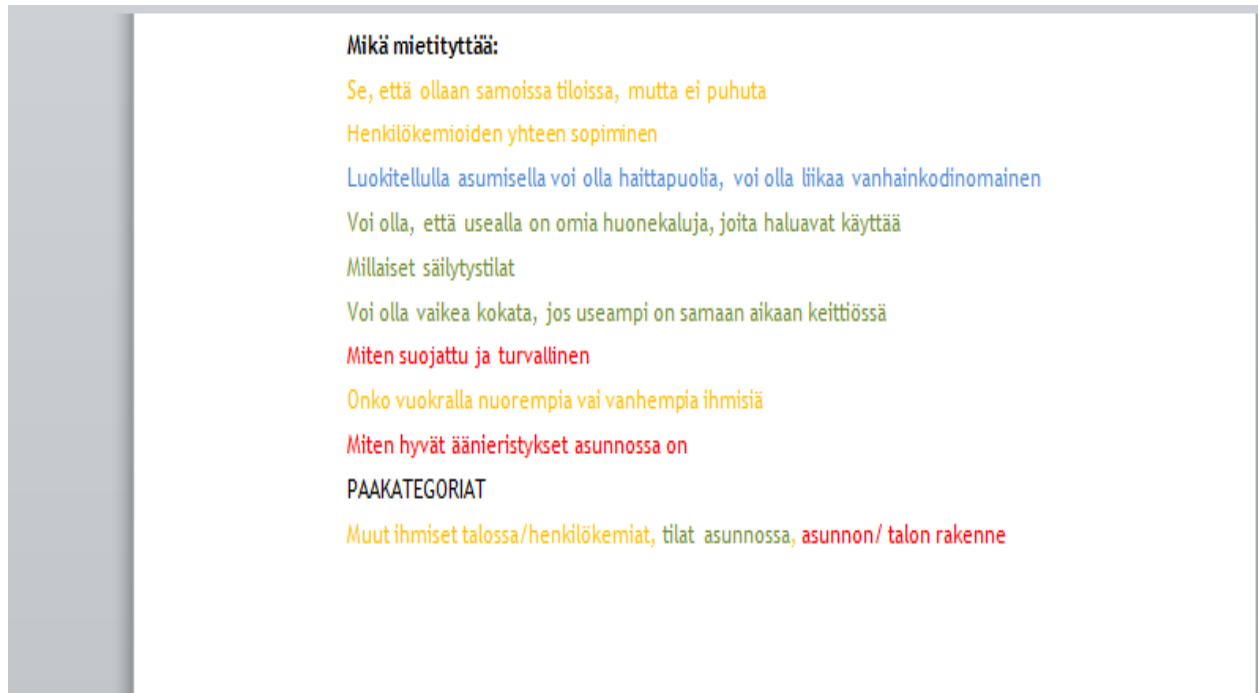 Mikä mietityttää:
Se, että ollaan samoissa tiloissa, mutta ei puhuta
Henkilökemioiden yhteen sopiminen
Luokitellulla asumisella voi olla haittapuolia, voi olla liikaa vanhainkodinomainen
Voi olla, että usealla on omia huonekaluja, joita haluavat käyttää
Millaiset säilytystilat
Voi olla vaikea kokata, jos useampi on samaan aikaan keittiössä
Miten suojattu ja turvallinen
Onko vuokralla nuorempia vai vanhempia ihmisiä
Miten hyvät äänieristykset asunnossa on
PAAKATEGORIAT
Muut ihmiset talossa/henkilökemiat, tilat asunnossa, asunnon/ talon rakenne